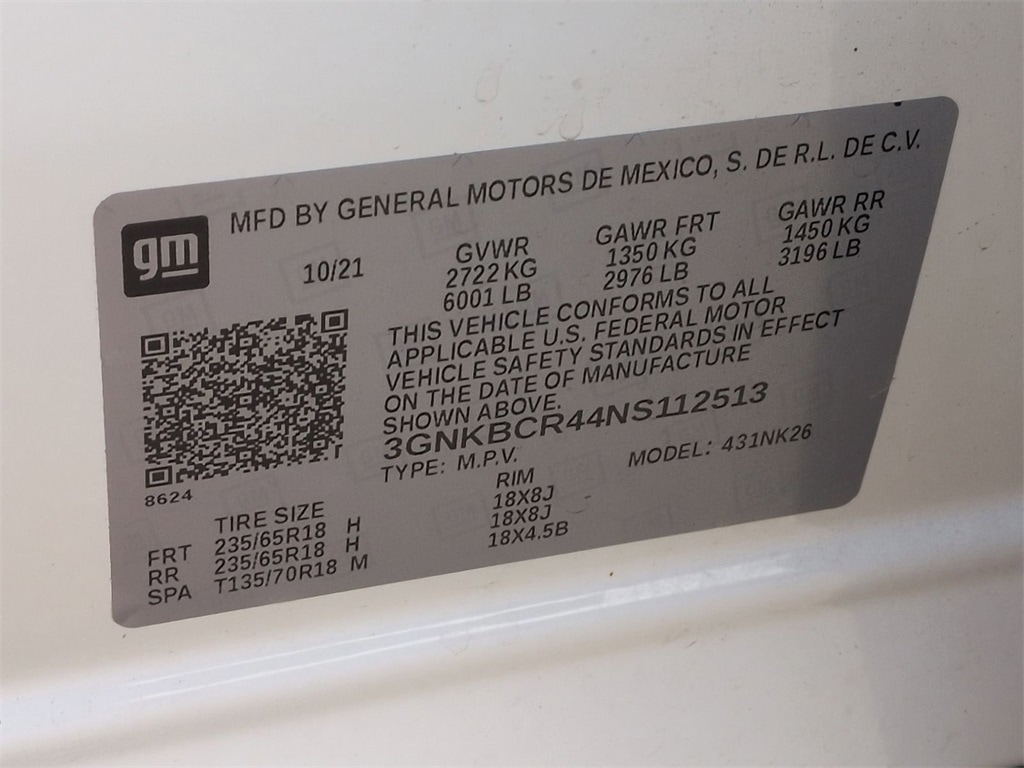 MFD BY GENERAL MOTORS DE MEXICO, S. DE R.L. DE C.V.
gm
10/21
GVWR
2722 KG
6001 LB
GAWR FRT
1350 KG
2976 LB
GAWR RR
1450 KG
3196 LB
THIS VEHICLE CONFORMS TO ALL
APPLICABLE U.S. FEDERAL MOTOR
VEHICLE SAFETY STANDARDS IN EFFECT
ON THE DATE OF MANUFACTURE
SHOWN ABOVE.
3GNKBCR44NS112513
TYPE: M.P.V. MODEL: 431NK26
8624
TIRE SIZE RIM
FRT 235/65R18 H 18X8J
RR 235/65R18 H 18X8J
SPA T135/70R18 M 18X4.5B